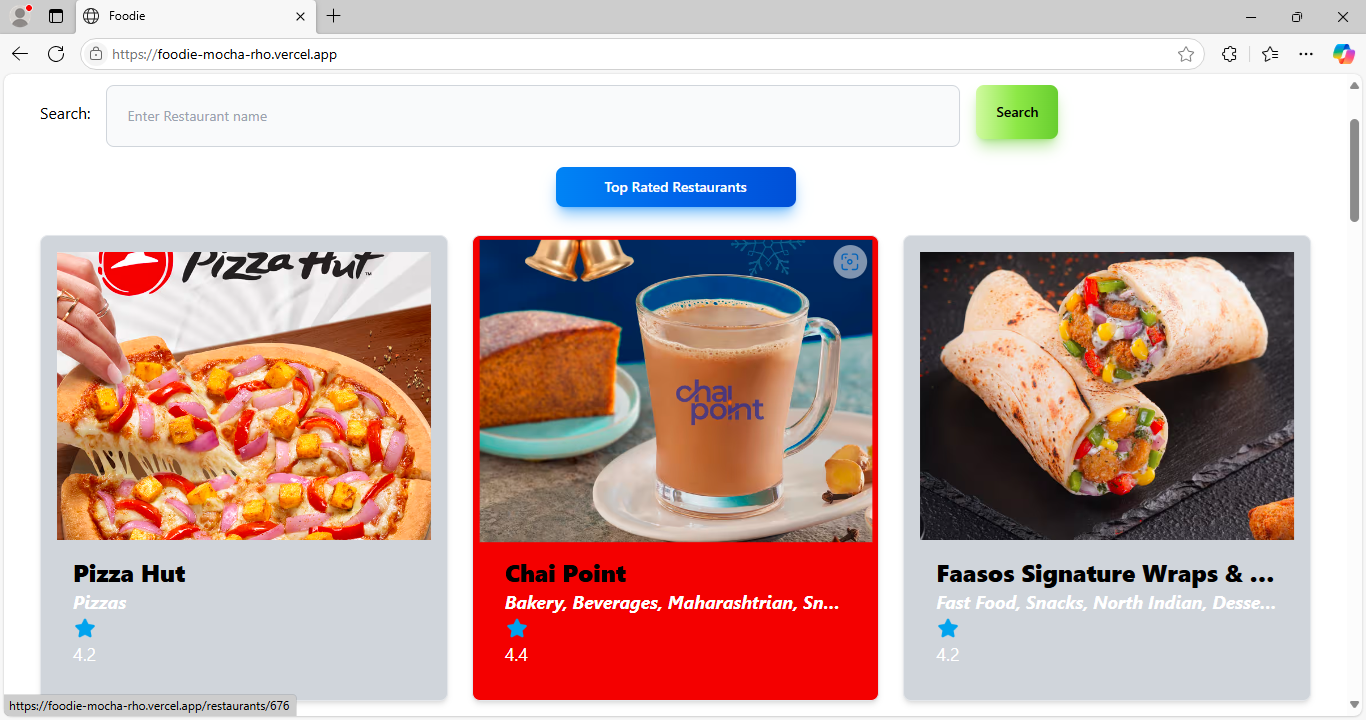 Foodie
https://foodie-mocha-rho.vercel.app
Search:
Enter Restaurant name
Search
Top Rated Restaurants
Pizza Hut™
chai
point
Pizza Hut
Pizzas
4.2
Chai Point
Bakery, Beverages, Maharashtrian, Sn...
4.4
Faasos Signature Wraps & ...
Fast Food, Snacks, North Indian, Desse...
4.2
https://foodie-mocha-rho.vercel.app/restaurants/676